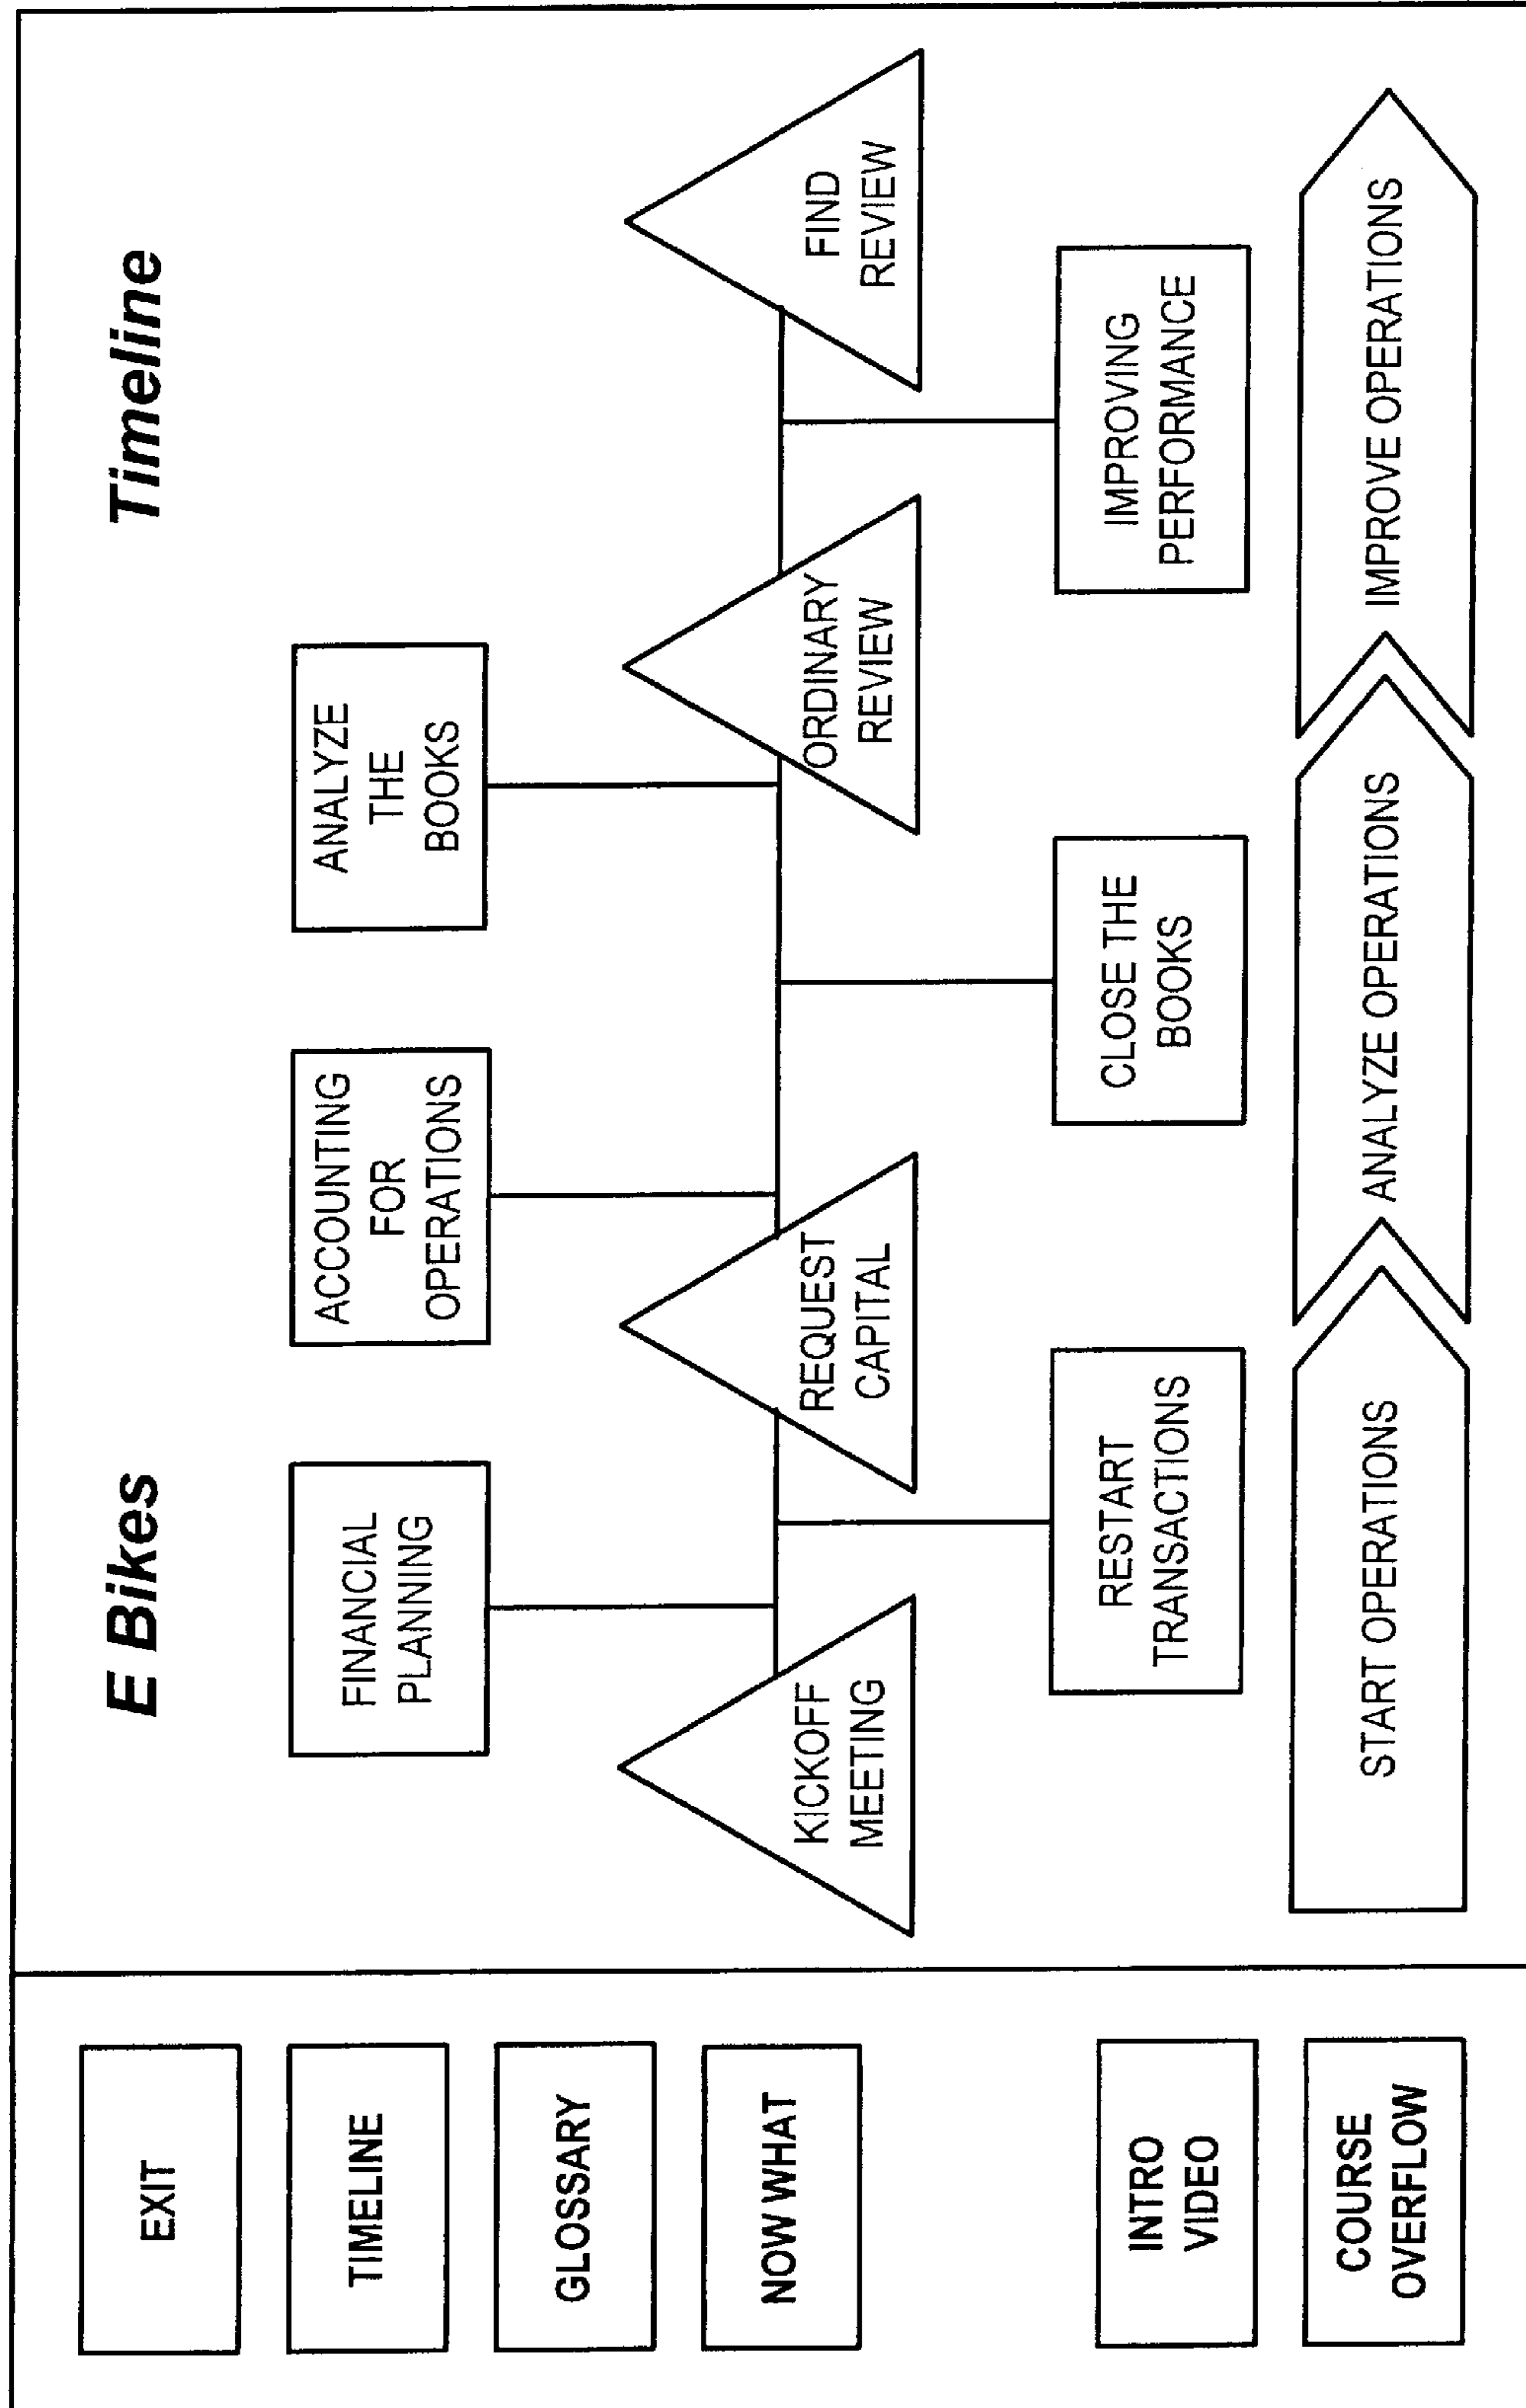 EXIT
TIMELINE
GLOSSARY
NOW WHAT
INTRO
VIDEO
COURSE
OVERFLOW
E Bikes
Timeline
FINANCIAL
PLANNING
ACCOUNTING
FOR
OPERATIONS
ANALYZE
THE
BOOKS
KICKOFF
MEETING
REQUEST
CAPITAL
ORDINARY
REVIEW
FIND
REVIEW
RESTART
TRANSACTIONS
CLOSE THE
BOOKS
IMPROVING
PERFORMANCE
START OPERATIONS
ANALYZE OPERATIONS
IMPROVE OPERATIONS